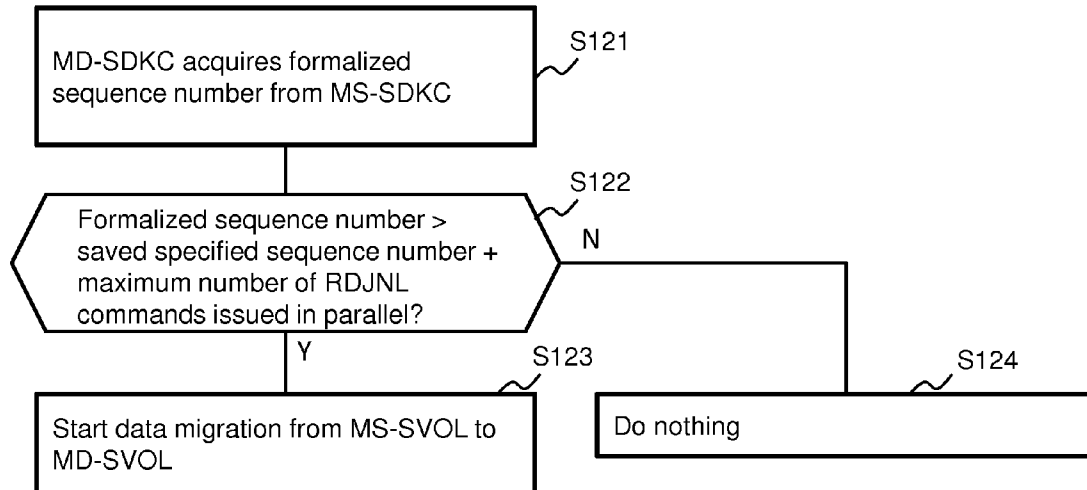 MD-SDKC acquires formalized
sequence number from MS-SDKC
S121
Formalized sequence number >
saved specified sequence number +
maximum number of RDJNL
commands issued in parallel?
S122
N
Y
S123
Start data migration from MS-SVOL to
MD-SVOL
S124
Do nothing